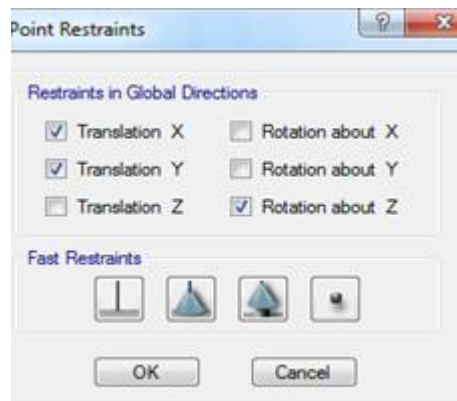 Point Restraints
Restraints in Global Directions
Translation X Rotation about X
Translation Y Rotation about Y
Translation Z Rotation about Z
Fast Restraints
OK Cancel